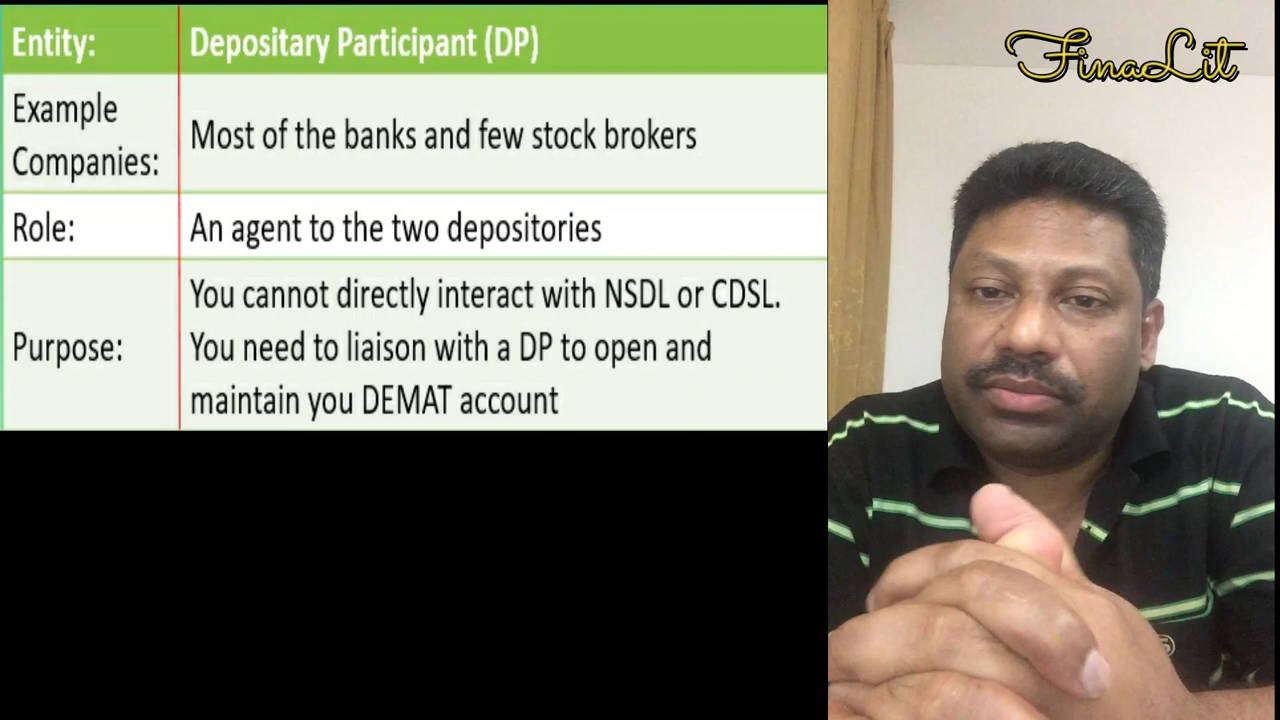 Entity:
Depositary Participant (DP)
FinaLit
Example
Companies:
Most of the banks and few stock brokers
Role:
An agent to the two depositories
Purpose:
You cannot directly interact with NSDL or CDSL.
You need to liaison with a DP to open and
maintain you DEMAT account